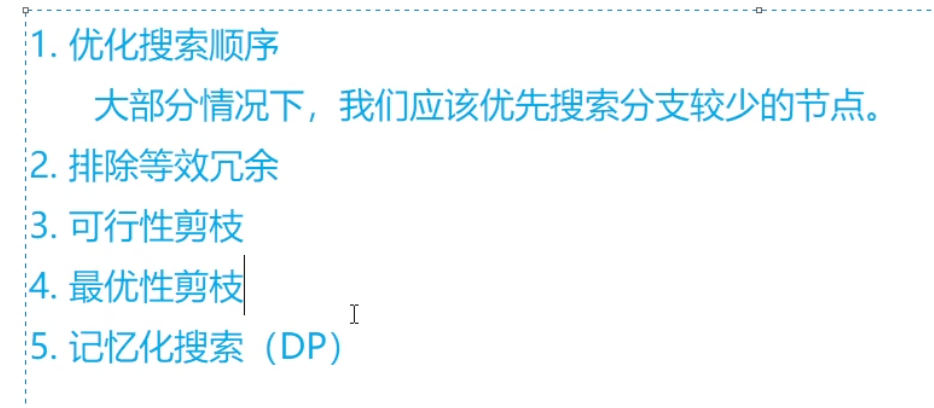 1. 优化搜索顺序
大部分情况下，我们应该优先搜索分支较少的节点。
2. 排除等效冗余
3. 可行性剪枝
4. 最优性剪枝
5. 记忆化搜索（DP）